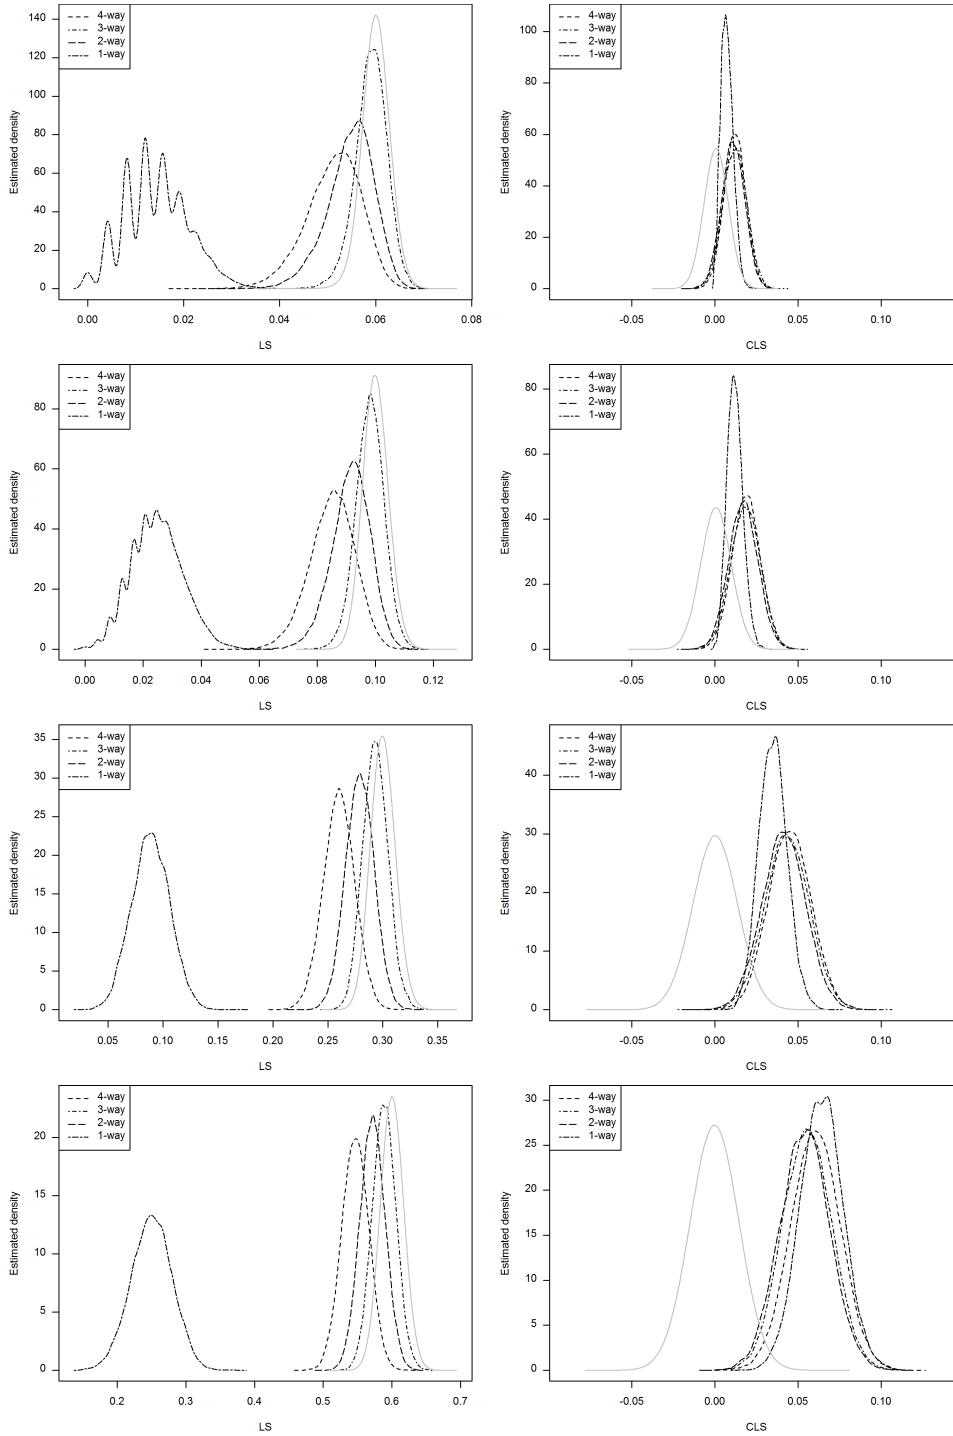 4-way
3-way
2-way
1-way
Estimated density
0 20 40 60 80 100 120 140
0.00 0.02 0.04 0.06 0.08
LS
4-way
3-way
2-way
1-way
Estimated density
0 20 40 60 80 100
-0.05 0.00 0.05 0.10
CLS
4-way
3-way
2-way
1-way
Estimated density
0 20 40 60 80
0.00 0.02 0.04 0.06 0.08 0.10 0.12
LS
4-way
3-way
2-way
1-way
Estimated density
0 20 40 60 80
-0.05 0.00 0.05 0.10
CLS
4-way
3-way
2-way
1-way
Estimated density
0 5 10 15 20 25 30 35
0.05 0.10 0.15 0.20 0.25 0.30 0.35
LS
4-way
3-way
2-way
1-way
Estimated density
0 10 20 30 40
-0.05 0.00 0.05 0.10
CLS
4-way
3-way
2-way
1-way
Estimated density
0 5 10 15 20
0.2 0.3 0.4 0.5 0.6 0.7
LS
4-way
3-way
2-way
1-way
Estimated density
0 5 10 15 20 25 30
-0.05 0.00 0.05 0.10
CLS